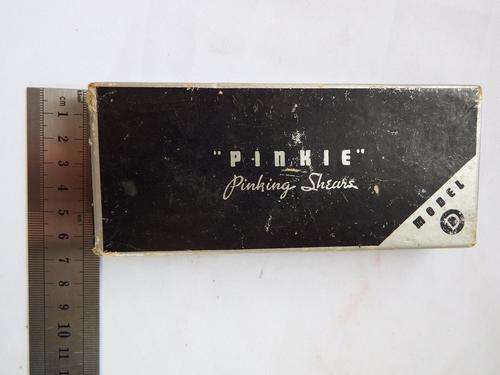 "PINKIE"
Pinking Shears
MODEL
D
cm 1 2 3 4 5 6 7 8 9 10 11